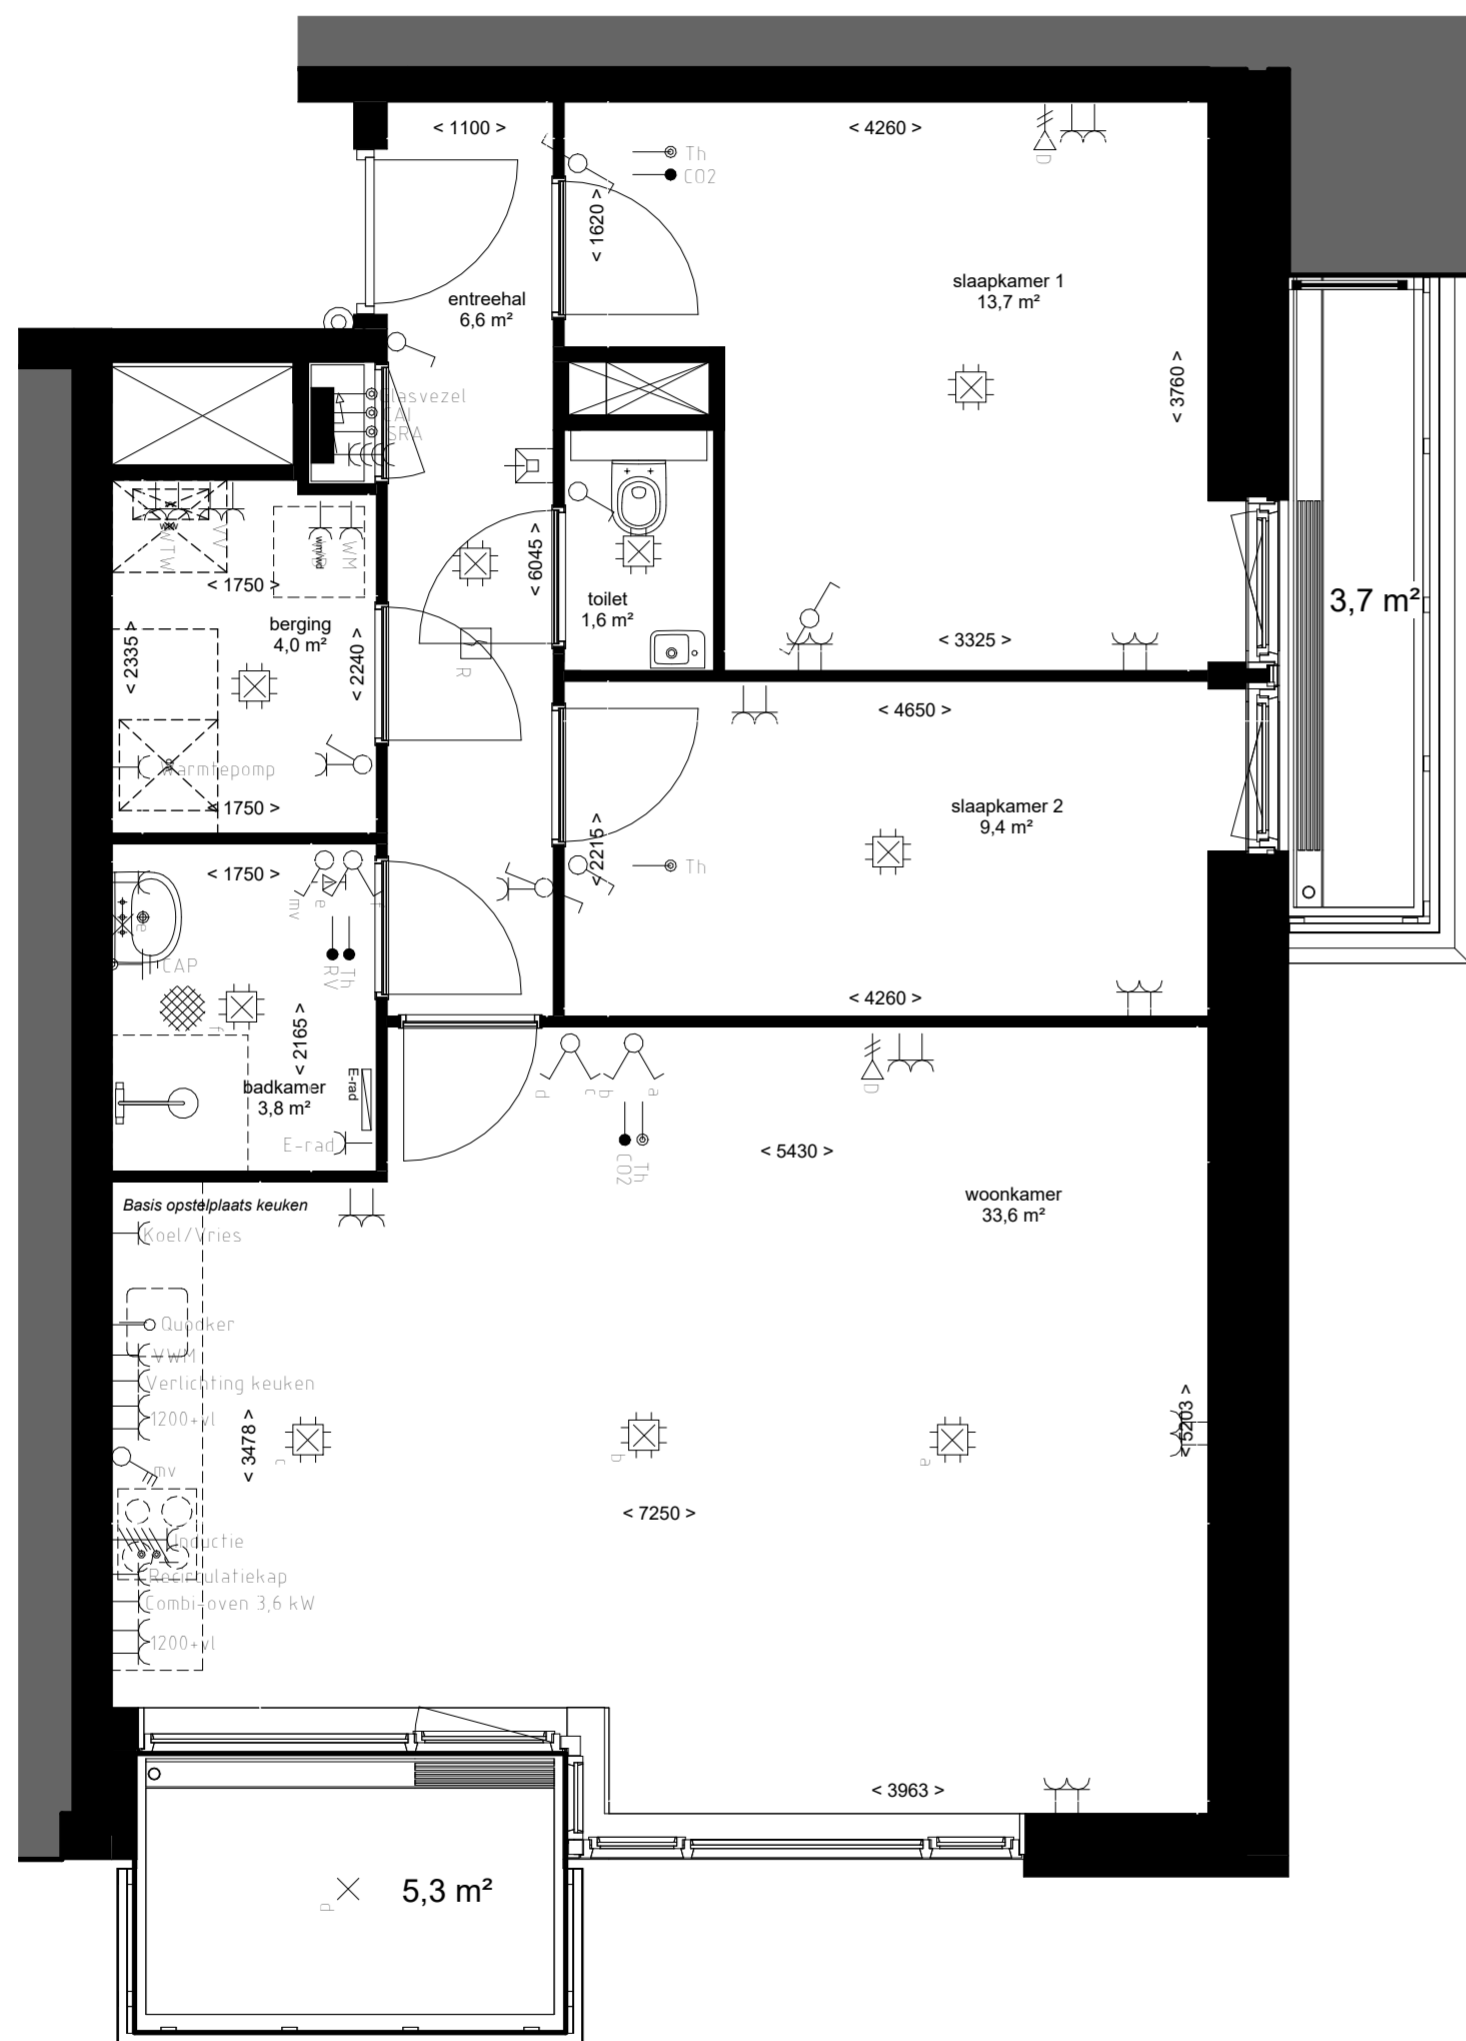 < 1100 >
< 4260 >
D
Th
CO2
< 1620 >
slaapkamer 1
13,7 m²
entreehal
6,6 m²
< 3760 >
Glasvezel
CAI
ISRA
WTW
VV
wm/wd
WM
< 1750 >
< 6045 >
3,7 m²
toilet
1,6 m²
berging
4,0 m²
< 2335 >
< 2240 >
R
< 3325 >
< 4650 >
Warmtepomp
< 1750 >
slaapkamer 2
9,4 m²
< 2215 >
Th
< 1750 >
mv
e
f
e
CAP
RV
Th
< 4260 >
f
< 2165 >
E-rad
badkamer
3,8 m²
E-rad
d
c
b
a
D
CO2
Th
< 5430 >
woonkamer
33,6 m²
Basis opstelplaats keuken
Koel/Vries
Quooker
VWM
Verlichting keuken
1200+vl
< 3478 >
c
b
a
< 5203 >
mv
< 7250 >
Inductie
Recirculatiekap
Combi-oven 3,6 kW
1200+vl
< 3963 >
d
5,3 m²